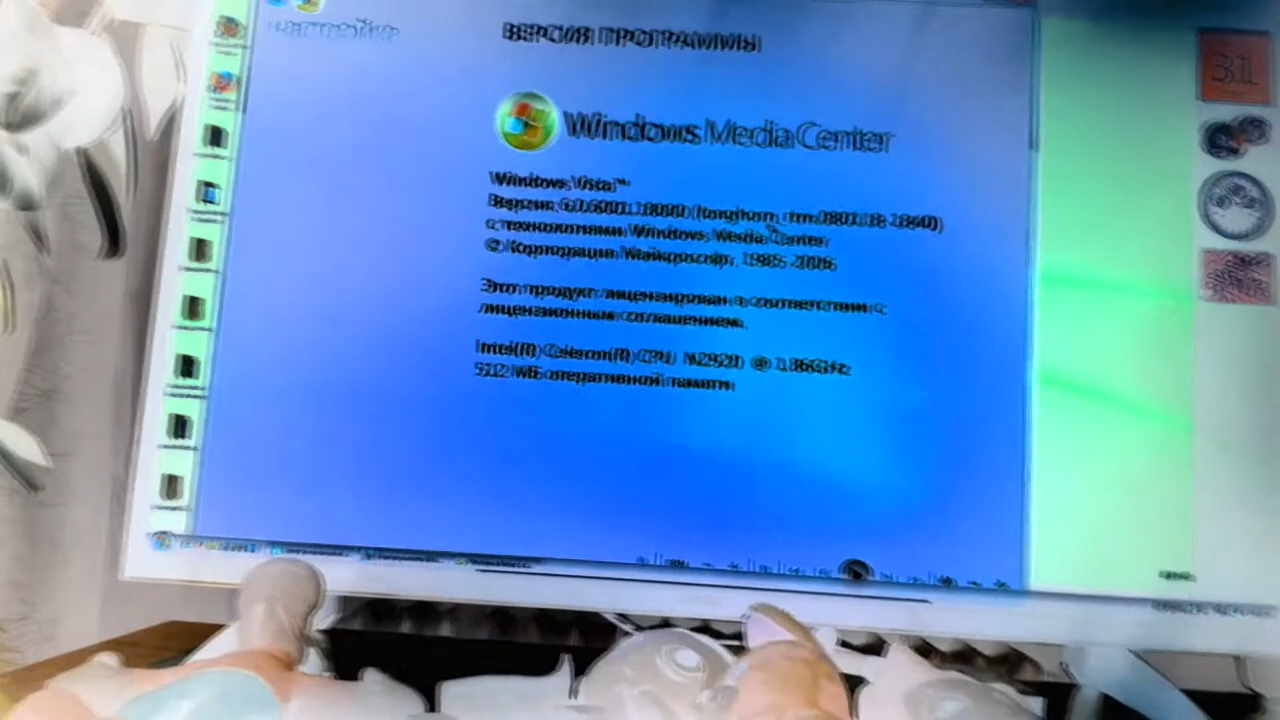 настройка
ВЕРСИЯ ПРОГРАММЫ
31
Windows Media Center
Windows Vista™
Версия: 6.0.6001.18000 (longhorn_rtm.080118-1840)
с технологиями Windows Media Center
© Корпорация Майкрософт, 1985-2006
Этот продукт лицензирован в соответствии с
лицензионным соглашением.
Intel(R) Celeron(R) CPU N2920 @ 1.86GHz
512 МБ оперативной памяти